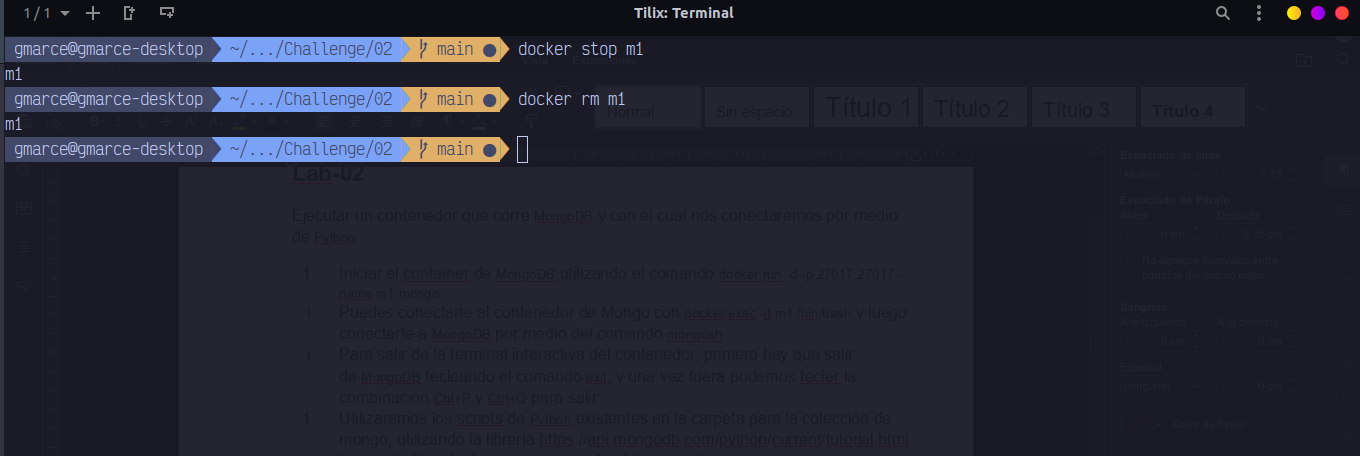 1 / 1
Tilix: Terminal
gmarce@gmarce-desktop ~/.../Challenge/02 main docker stop m1
m1
gmarce@gmarce-desktop ~/.../Challenge/02 main docker rm m1
m1
gmarce@gmarce-desktop ~/.../Challenge/02 main
Normal
Sin espacio
Título 1
Título 2
Título 3
Título 4
Lab-02
Ejecutar un contenedor que corre MongoDB y con el cual nos conectaremos por medio
de Python
1. Iniciar el container de MongoDB utilizando el comando docker run -d -p 27017:27017 --
name m1 mongo
1. Puedes conectarte al contenedor de Mongo con docker exec -it m1 /bin/bash y luego
conectarte a MongoDB por medio del comando mongosh
1. Para salir de la terminal interactiva del contenedor, primero hay que salir
de MongoDB tecleando el comando exit, y una vez fuera podemos
la
combinación Ctrl+P y Ctrl+Q para salir
1. Utilizaremos los scripts de Python existentes en la carpeta para la colección de
mongo, utilizando la librería https://api.mongodb.com/python/current/tutorial.html
Espaciado de línea
Espaciado de Párrafo
Antes
Después
0 cm
0.35 cm
No agregue intervalos entre
párrafos del mismo estilo
Sangrías
A la izquierda
A la derecha
0 cm
0 cm
Especial
(ninguno)
0 cm
Color de fondo